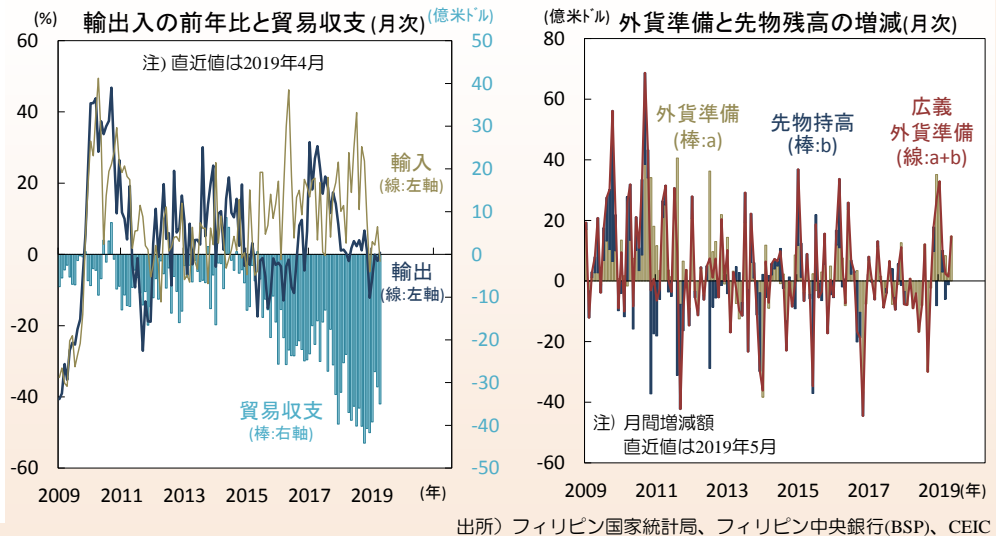 輸出入の前年比と貿易収支(月次)
(%)
(億米ドル)
注) 直近値は2019年4月
60
40
20
0
-20
-40
-60
50
40
30
20
10
0
-10
-20
-30
-40
-50
輸入
(線:左軸)
輸出
(線:左軸)
貿易収支
(棒:右軸)
2009 2011 2013 2015 2017 2019 (年)
外貨準備と先物残高の増減(月次)
(億米ドル)
80
60
40
20
0
-20
-40
-60
外貨準備
(棒:a)
先物持高
(棒:b)
広義
外貨準備
(線:a+b)
注) 月間増減額
直近値は2019年5月
2009 2011 2013 2015 2017 2019(年)
出所）フィリピン国家統計局、フィリピン中央銀行(BSP)、CEIC